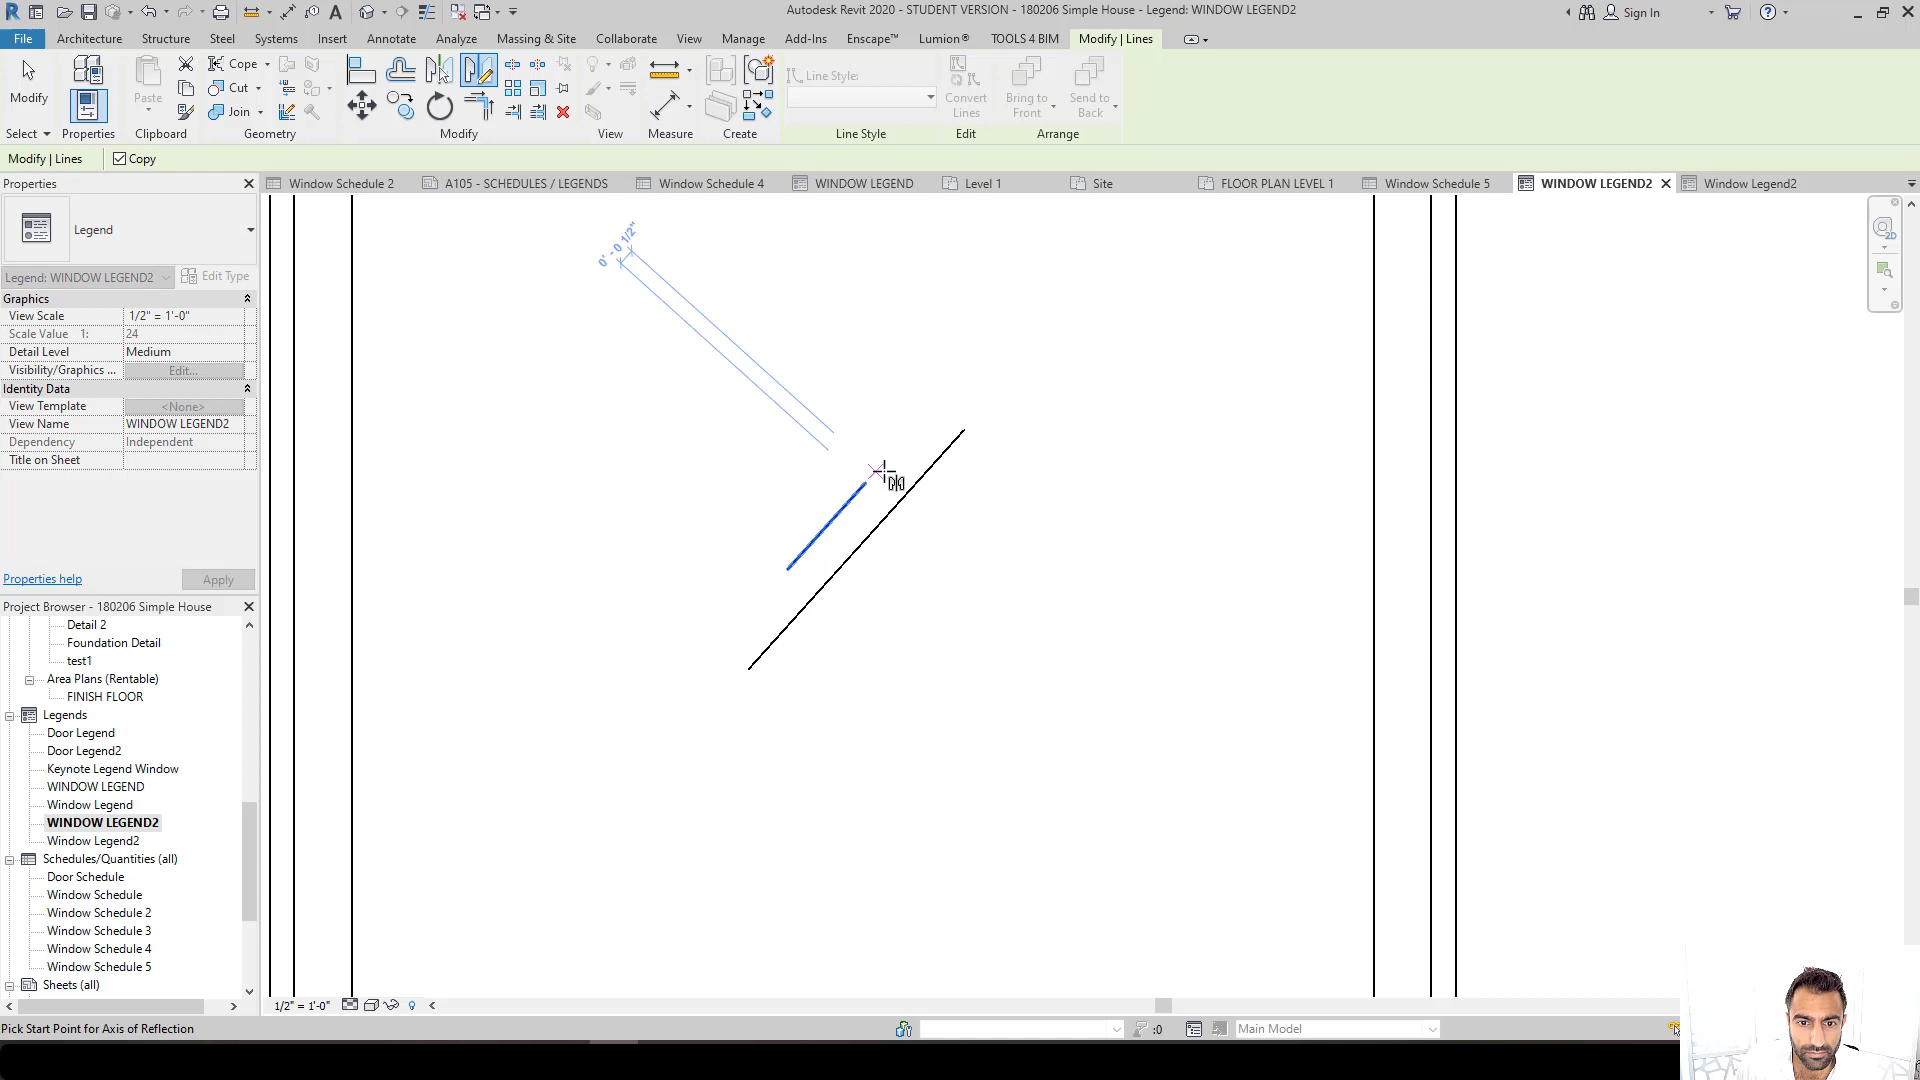 Autodesk Revit 2020 - STUDENT VERSION - 180206 Simple House - Legend: WINDOW LEGEND2
Sign In
File
Architecture
Structure
Steel
Systems
Insert
Annotate
Analyze
Massing & Site
Collaborate
View
Manage
Add-Ins
Enscape™
Lumion®
TOOLS 4 BIM
Modify | Lines
Modify
Paste
Cope
Cut
Join
Line Style:
Convert Lines
Bring to Front
Send to Back
Select
Properties
Clipboard
Geometry
Modify
View
Measure
Create
Line Style
Edit
Arrange
Modify | Lines
Copy
Properties
Window Schedule 2
A105 - SCHEDULES / LEGENDS
Window Schedule 4
WINDOW LEGEND
Level 1
Site
FLOOR PLAN LEVEL 1
Window Schedule 5
WINDOW LEGEND2
Window Legend2
Legend
Legend: WINDOW LEGEND2
Edit Type
Graphics
View Scale 1/2" = 1'-0"
Scale Value 1: 24
Detail Level Medium
Visibility/Graphics ... Edit...
Identity Data
View Template <None>
View Name WINDOW LEGEND2
Dependency Independent
Title on Sheet
Properties help
Apply
Project Browser - 180206 Simple House
Detail 2
Foundation Detail
test1
Area Plans (Rentable)
FINISH FLOOR
Legends
Door Legend
Door Legend2
Keynote Legend Window
WINDOW LEGEND
Window Legend
WINDOW LEGEND2
Window Legend2
Schedules/Quantities (all)
Door Schedule
Window Schedule
Window Schedule 2
Window Schedule 3
Window Schedule 4
Window Schedule 5
Sheets (all)
0' - 0 1/2"
2D
1/2" = 1'-0"
Pick Start Point for Axis of Reflection
:0
Main Model